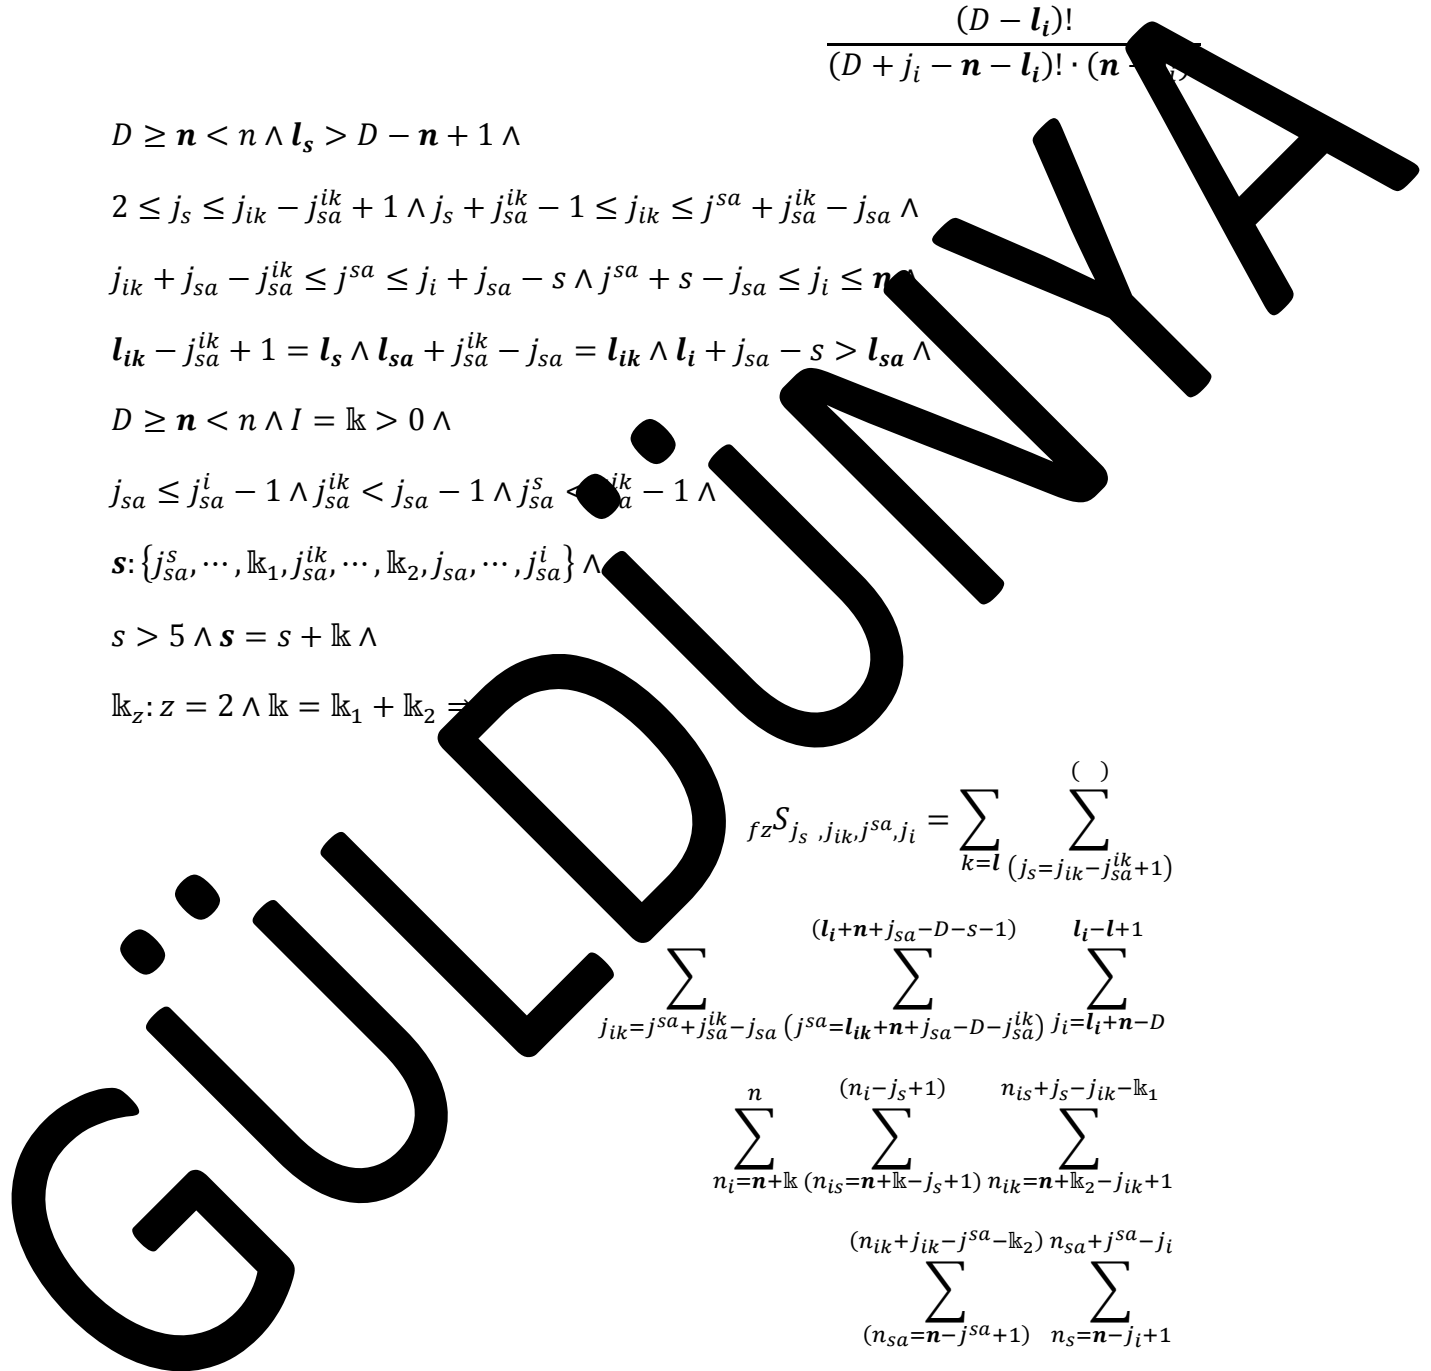 (D − l_i)!
(D + j_i − n − l_i)! · (n
D ≥ n < n ∧ l_s > D − n + 1 ∧
2 ≤ j_s ≤ j_ik − j_sa^ik + 1 ∧ j_s + j_sa^ik − 1 ≤ j_ik ≤ j^sa + j_sa^ik − j_sa ∧
j_ik + j_sa − j_sa^ik ≤ j^sa ≤ j_i + j_sa − s ∧ j^sa + s − j_sa ≤ j_i ≤ n ∧
l_ik − j_sa^ik + 1 = l_s ∧ l_sa + j_sa^ik − j_sa = l_ik ∧ l_i + j_sa − s > l_sa ∧
D ≥ n < n ∧ I = 𝕜 > 0 ∧
j_sa ≤ j_sa^i − 1 ∧ j_sa^ik < j_sa − 1 ∧ j_sa^s < − 1 ∧
s: {j_sa^s, ⋯ , 𝕜_1, j_sa^ik, ⋯ , 𝕜_2, j_sa, ⋯ , j_sa^i} ∧
s > 5 ∧ s = s + 𝕜 ∧
𝕜_z: z = 2 ∧ 𝕜 = 𝕜_1 + 𝕜_2 ⇒
_fz S_{j_s ,j_ik,j^sa,j_i} = ∑_{k=l} ∑_{(j_s=j_ik−j_sa^ik+1)}^{( )}
∑_{j_ik=j^sa+j_sa^ik−j_sa} ∑_{(j^sa=l_ik+n+j_sa−D−j_sa^ik)}^{(l_i+n+j_sa−D−s−1)} ∑_{j_i=l_i+n−D}^{l_i−l+1}
∑_{n_i=n+𝕜}^{n} ∑_{(n_is=n+𝕜−j_s+1)}^{(n_i−j_s+1)} ∑_{n_ik=n+𝕜_2−j_ik+1}^{n_is+j_s−j_ik−𝕜_1}
∑_{(n_sa=n−j^sa+1)}^{(n_ik+j_ik−j^sa−𝕜_2)} ∑_{n_s=n−j_i+1}^{n_sa+j^sa−j_i}
GÜLDÜNYA